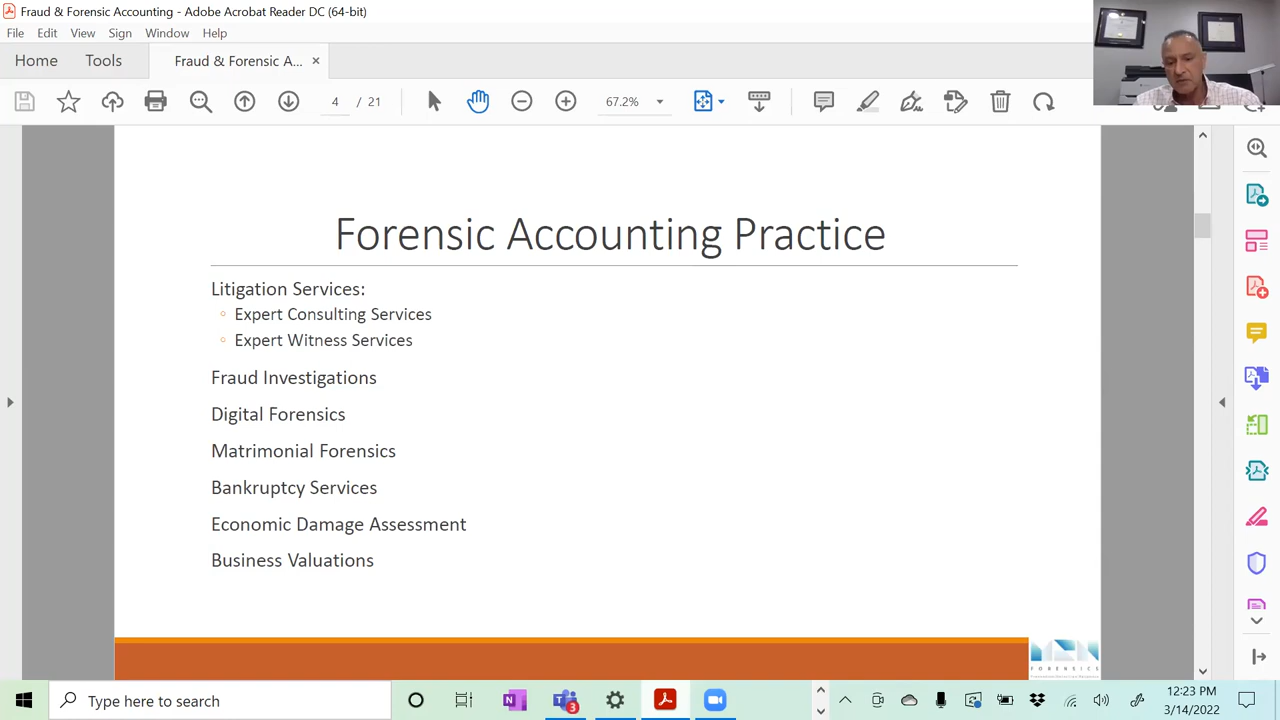 Fraud & Forensic Accounting - Adobe Acrobat Reader DC (64-bit)
File Edit View Sign Window Help
Home Tools Fraud & Forensic A... ×
4 / 21 67.2%
Forensic Accounting Practice
Litigation Services:
Expert Consulting Services
Expert Witness Services
Fraud Investigations
Digital Forensics
Matrimonial Forensics
Bankruptcy Services
Economic Damage Assessment
Business Valuations
FORENSICS
Type here to search
3
12:23 PM
3/14/2022